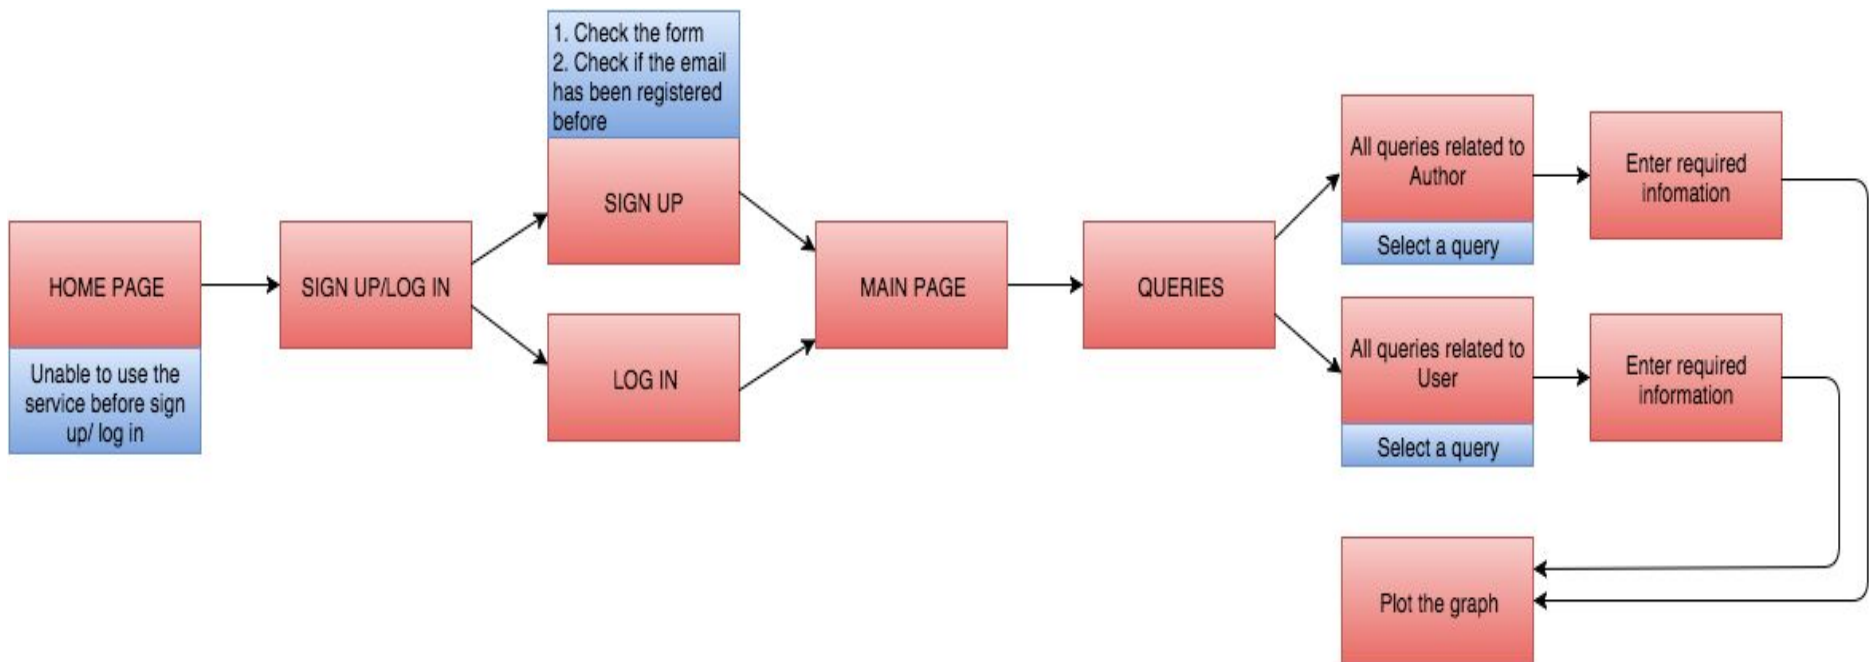 HOME PAGE
Unable to use the
service before sign
up/ log in
SIGN UP/LOG IN
1. Check the form
2. Check if the email
has been registered
before
SIGN UP
LOG IN
MAIN PAGE
QUERIES
All queries related to
Author
Select a query
Enter required
infomation
All queries related to
User
Select a query
Enter required
information
Plot the graph